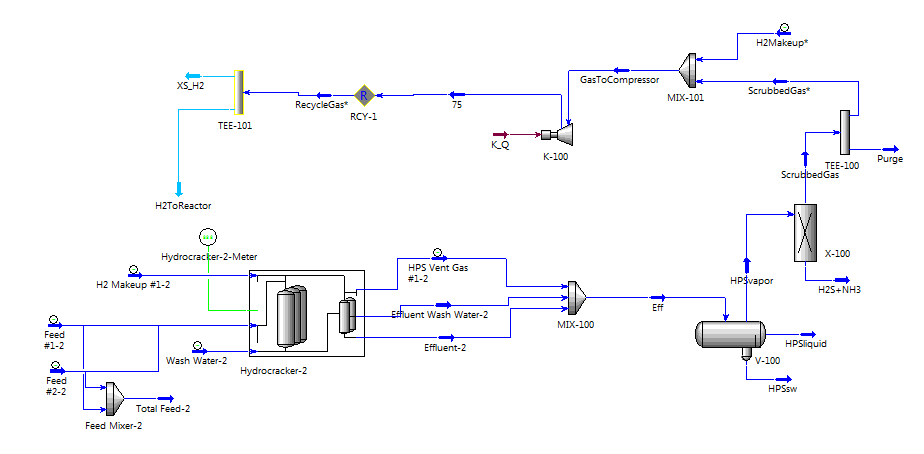 H2Makeup*
GasToCompressor
MIX-101
ScrubbedGas*
XS_H2
RecycleGas*
RCY-1
75
TEE-101
K_Q
K-100
TEE-100
Purge
ScrubbedGas
H2ToReactor
X-100
Hydrocracker-2-Meter
H2 Makeup #1-2
HPS Vent Gas
#1-2
HPSvapor
H2S+NH3
Effluent Wash Water-2
MIX-100
Eff
Feed
#1-2
Effluent-2
HPSliquid
Wash Water-2
Hydrocracker-2
V-100
Feed
#2-2
HPSsw
Total Feed-2
Feed Mixer-2
R